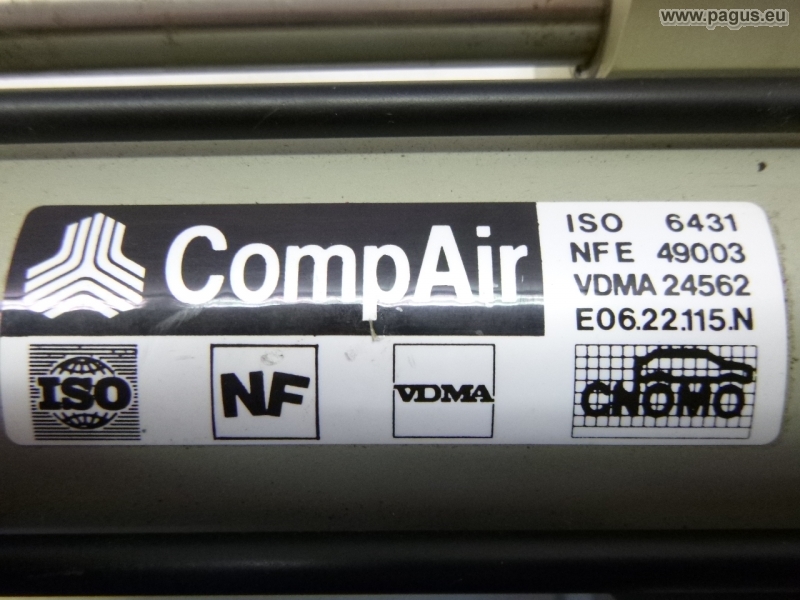 www.pagus.eu
CompAir
ISO 6431
NF E 49003
VDMA 24562
E06.22.115.N
ISO
NF
VDMA
CNOMO